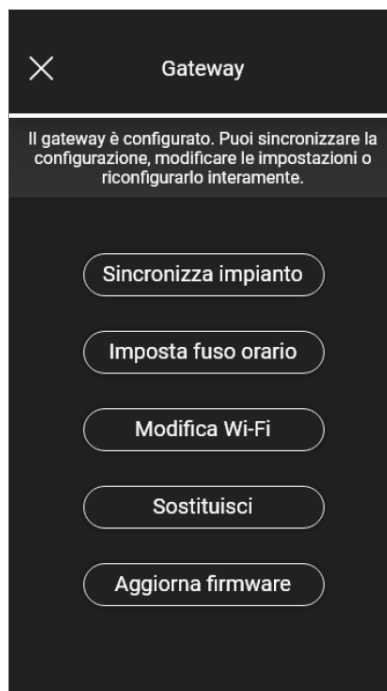 Gateway
Il gateway è configurato. Puoi sincronizzare la
configurazione, modificare le impostazioni o
riconfigurarlo interamente.
Sincronizza impianto
Imposta fuso orario
Modifica Wi-Fi
Sostituisci
Aggiorna firmware